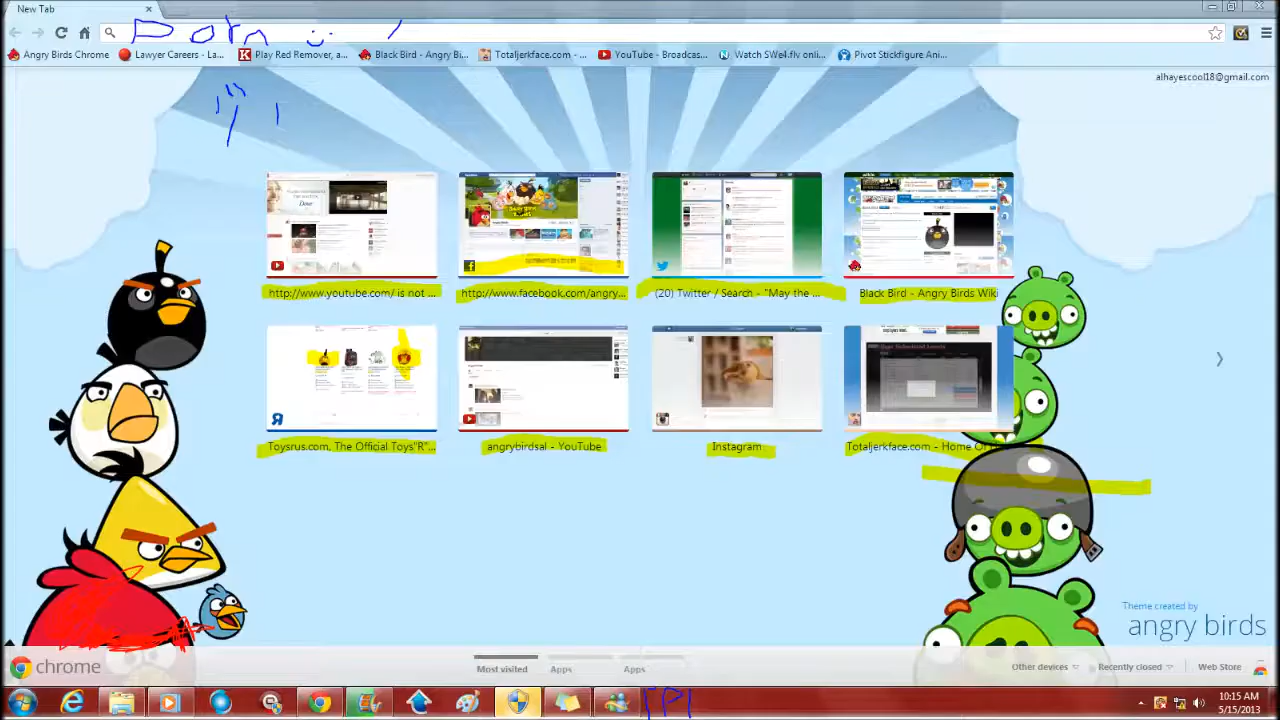 New Tab
Angry Birds Chrome Lawyer Careers - La... Play Red Remover, a... Black Bird - Angry Bi... Totaljerkface.com - ... YouTube - Broadcas... Watch SWe4.flv onli... Pivot Stickfigure Ani...
alhayescool18@gmail.com
http://www.youtube.com/ is not ... http://www.facebook.com/angry... (20) Twitter / Search - "May the ... Black Bird - Angry Birds Wiki
Toysrus.com, The Official Toys"R"... angrybirdsal - YouTube Instagram Totaljerkface.com - Home Of
Theme created by
angry birds
chrome Most visited Apps Apps Other devices Recently closed Web Store
10:15 AM
5/15/2013